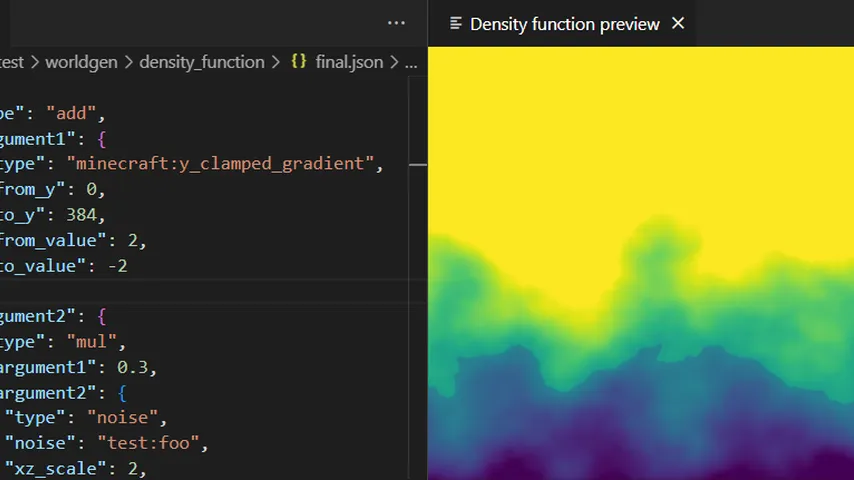 ...
Density function preview ×
test > worldgen > density_function > {} final.json > ...
pe": "add",
gument1": {
type": "minecraft:y_clamped_gradient",
from_y": 0,
to_y": 384,
from_value": 2,
to_value": -2
gument2": {
type": "mul",
argument1": 0.3,
argument2": {
"type": "noise",
"noise": "test:foo",
"xz_scale": 2,